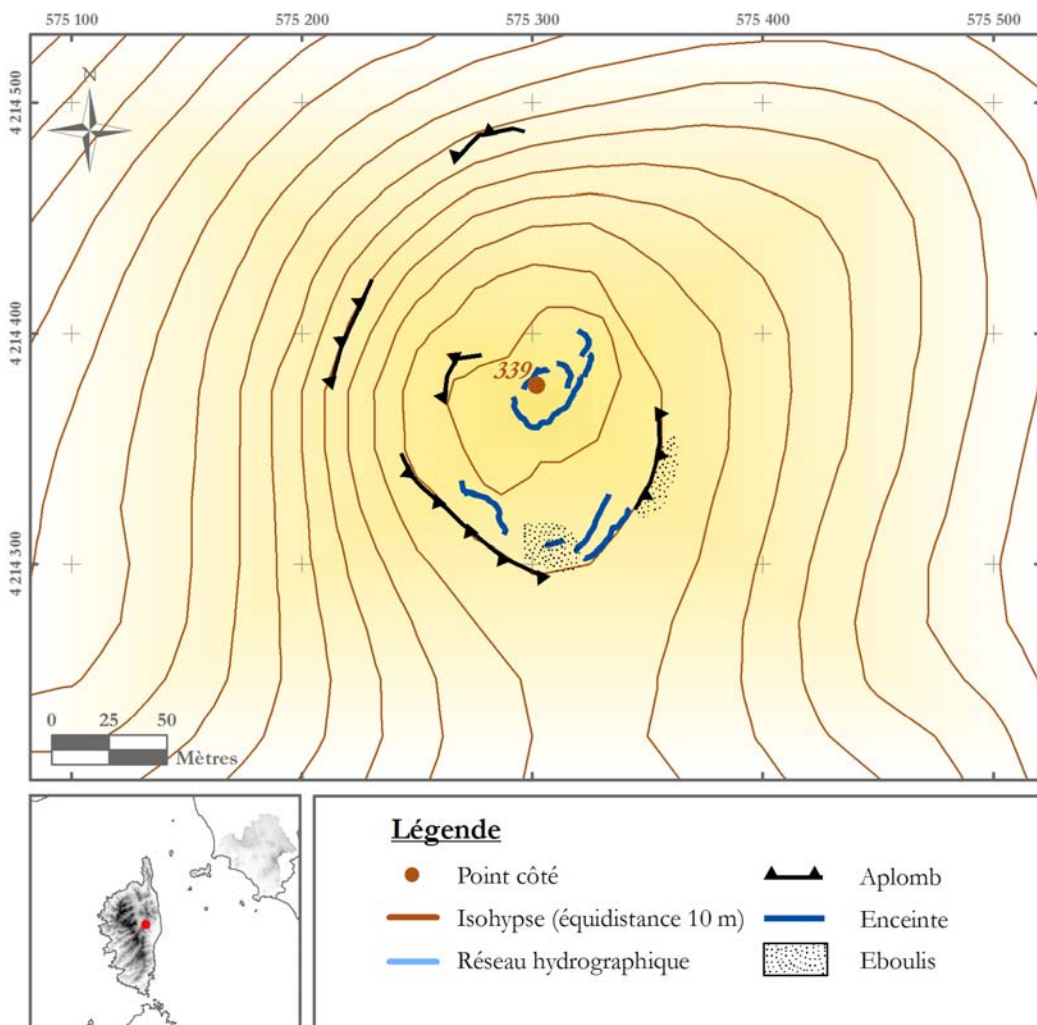 575 100 575 200 575 300 575 400 575 500
4 214 500
4 214 400
4 214 300
N
339
0 25 50
Mètres
Légende
Point côté
Isohypse (équidistance 10 m)
Réseau hydrographique
Aplomb
Enceinte
Eboulis